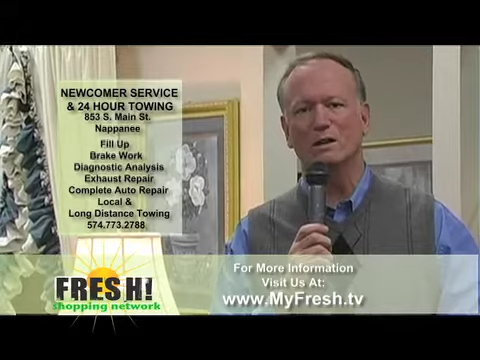 NEWCOMER SERVICE
& 24 HOUR TOWING
853 S. Main St.
Nappanee
Fill Up
Brake Work
Diagnostic Analysis
Exhaust Repair
Complete Auto Repair
Local &
Long Distance Towing
574.773.2788
For More Information
Visit Us At:
www.MyFresh.tv
FRESH!
shopping network